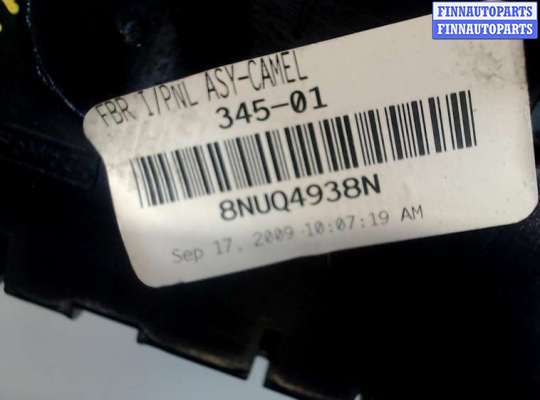 FINNAUTOPARTS
FINNAUTOPARTS
FBR I/PNL ASY-CAMEL
345-01
8NUQ4938N
Sep 17, 2009 10:07:19 AM